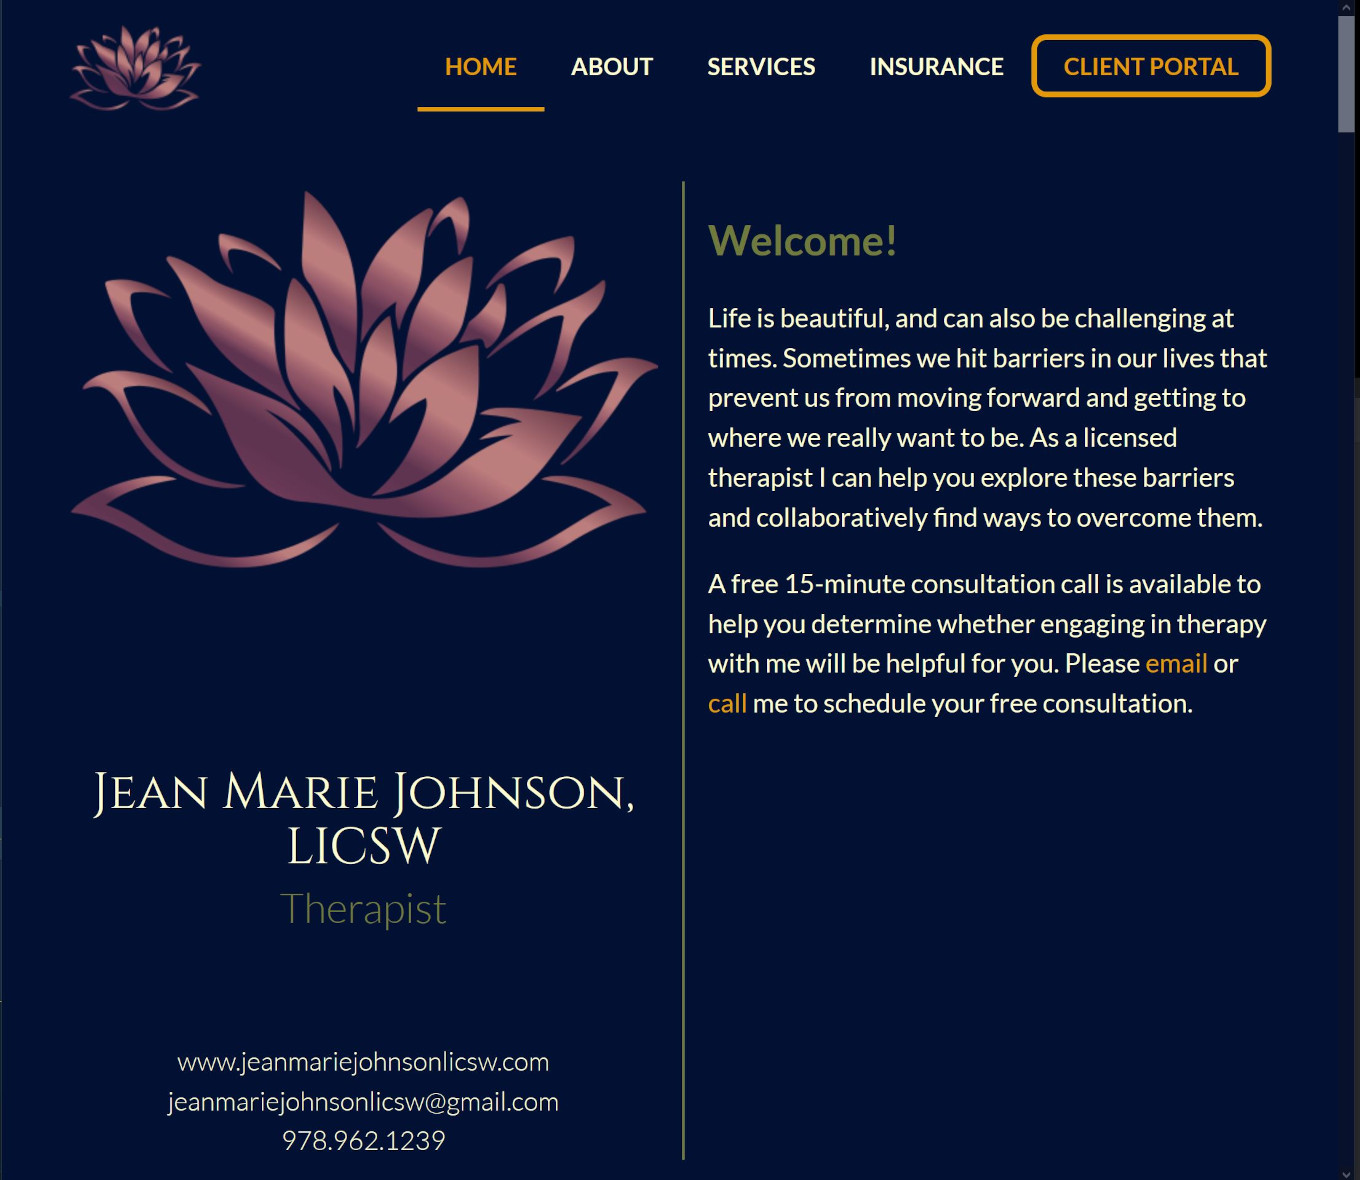 HOME ABOUT SERVICES INSURANCE CLIENT PORTAL
Jean Marie Johnson,
LICSW
Therapist
www.jeanmariejohnsonlicsw.com
jeanmariejohnsonlicsw@gmail.com
978.962.1239
Welcome!
Life is beautiful, and can also be challenging at
times. Sometimes we hit barriers in our lives that
prevent us from moving forward and getting to
where we really want to be. As a licensed
therapist I can help you explore these barriers
and collaboratively find ways to overcome them.
A free 15-minute consultation call is available to
help you determine whether engaging in therapy
with me will be helpful for you. Please email or
call me to schedule your free consultation.